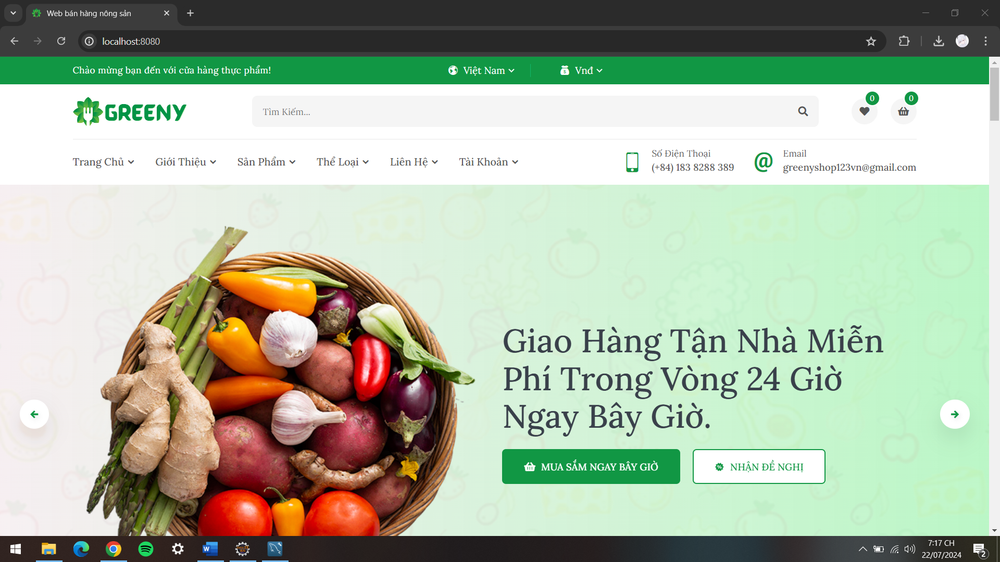 Web bán hàng nông sản
localhost:8080
Chào mừng bạn đến với cửa hàng thực phẩm!
Việt Nam
Vnđ
GREENY
Tìm Kiếm...
0
0
Trang Chủ
Giới Thiệu
Sản Phẩm
Thể Loại
Liên Hệ
Tài Khoản
Số Điện Thoại
(+84) 183 8288 389
Email
greenyshop123vn@gmail.com
Giao Hàng Tận Nhà Miễn
Phí Trong Vòng 24 Giờ
Ngay Bây Giờ.
MUA SẮM NGAY BÂY GIỜ
NHẬN ĐỀ NGHỊ
7:17 CH
22/07/2024
2